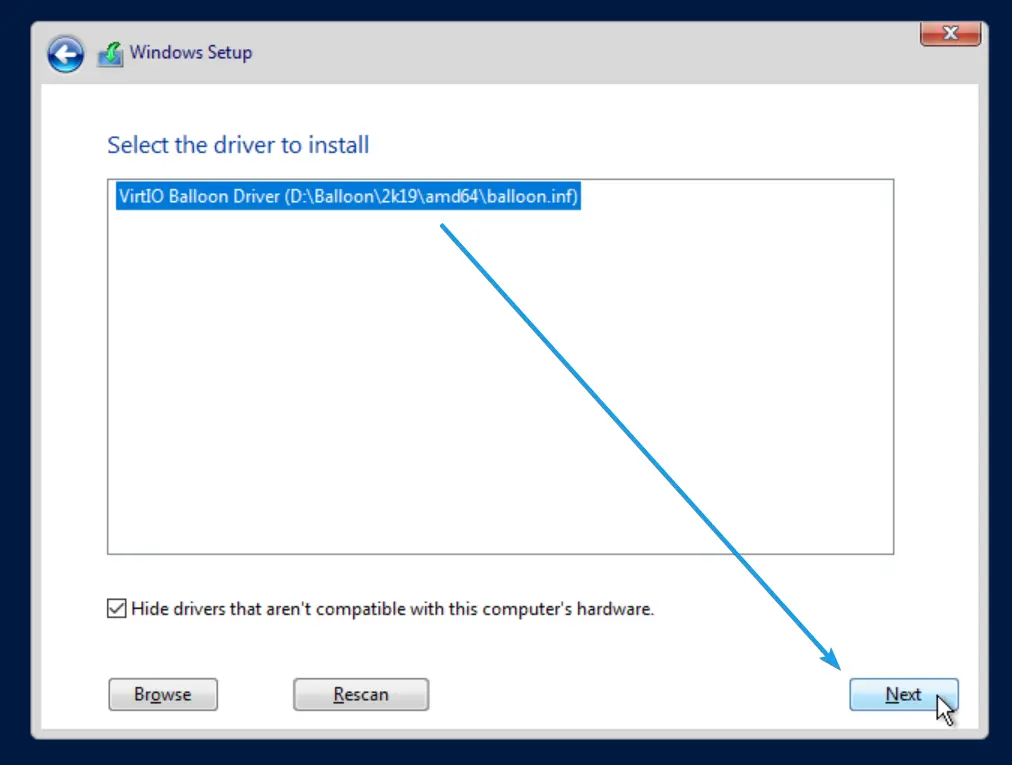 Windows Setup
Select the driver to install
VirtIO Balloon Driver (D:\Balloon\2k19\amd64\balloon.inf)
Hide drivers that aren't compatible with this computer's hardware.
Browse
Rescan
Next